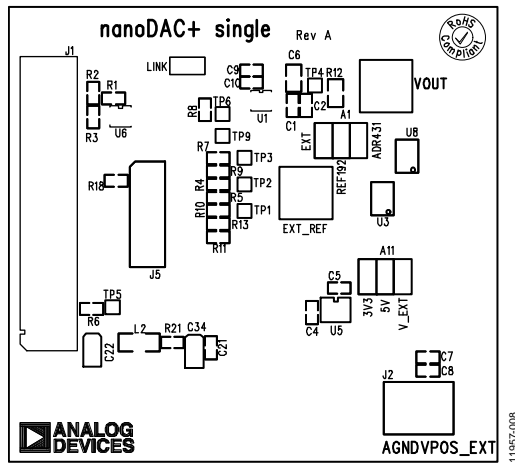 nanoDAC+ single
Rev A
RoHS
Compliant
J1
LINK
C9
C10
C6
TP4
R12
VOUT
R2
R1
R3
U6
R8
TP6
U1
C1
C2
A1
EXT
REF192
ADR431
U8
TP9
R7
TP3
R9
R4
TP2
R5
R10
TP1
R13
R11
R18
J5
EXT_REF
U3
A11
3V3
5V
V_EXT
C5
C4
U5
TP5
R6
C22
L2
R21
C34
C21
C7
C8
J2
ANALOG
DEVICES
AGNDVPOS_EXT
11957-008